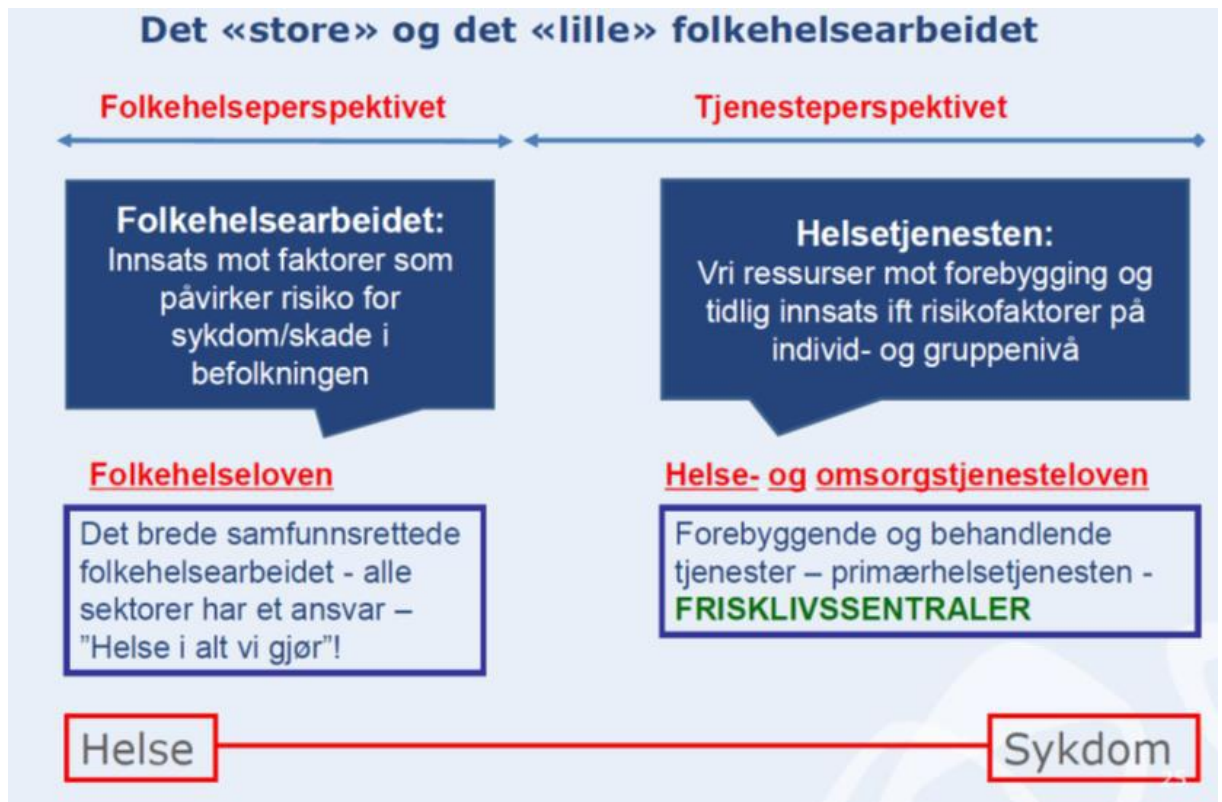 Det «store» og det «lille» folkehelsearbeidet
Folkehelseperspektivet
Tjenesteperspektivet
Folkehelsearbeidet:
Innsats mot faktorer som
påvirker risiko for
sykdom/skade i
befolkningen
Helsetjenesten:
Vri ressurser mot forebygging og
tidlig innsats ift risikofaktorer på
individ- og gruppenivå
Folkehelseloven
Det brede samfunnsrettede
folkehelsearbeidet - alle
sektorer har et ansvar –
”Helse i alt vi gjør”!
Helse- og omsorgstjenesteloven
Forebyggende og behandlende
tjenester – primærhelsetjenesten -
FRISKLIVSSENTRALER
Helse
Sykdom
25